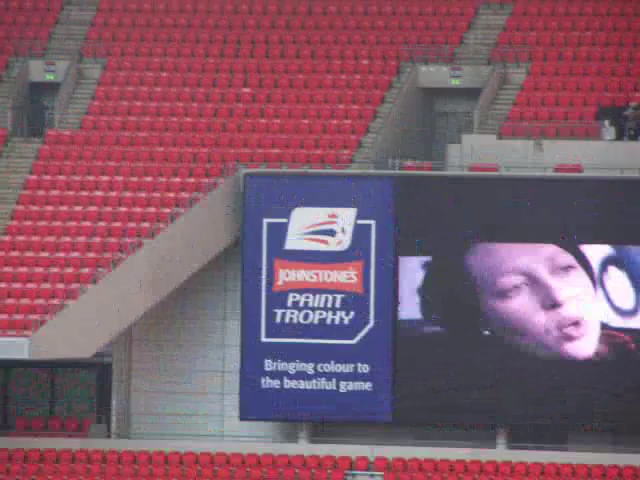 JOHNSTONE'S
PAINT
TROPHY
Bringing colour to
the beautiful game